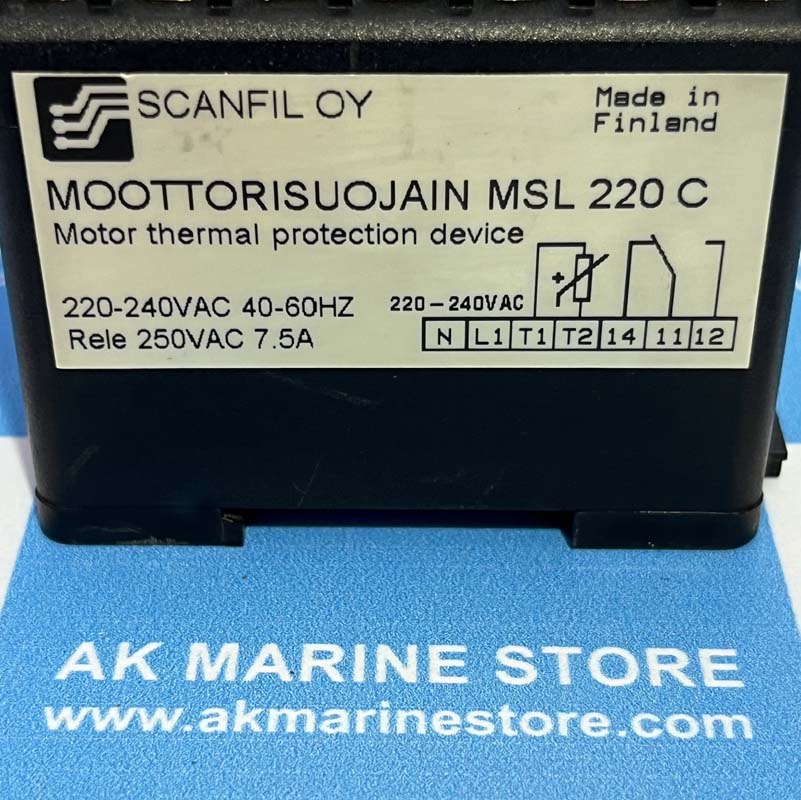 SCANFIL OY
Made in
Finland
MOOTTORISUOJAIN MSL 220 C
Motor thermal protection device
220-240VAC 40-60HZ
220-240VAC
+
Rele 250VAC 7.5A
N L1 T1 T2 14 11 12
AK MARINE STORE
www.akmarinestore.com